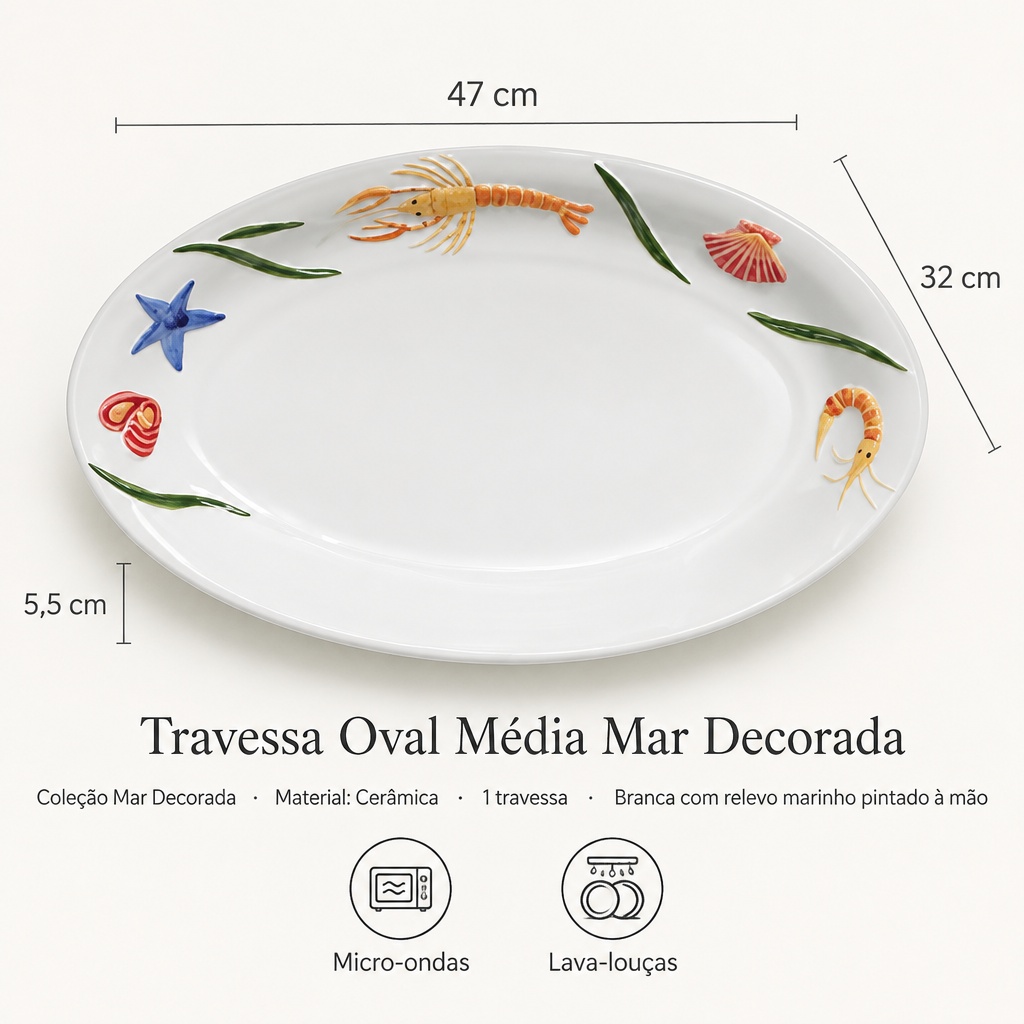 47 cm
32 cm
5,5 cm
Travessa Oval Média Mar Decorada
Coleção Mar Decorada · Material: Cerâmica · 1 travessa · Branca com relevo marinho pintado à mão
Micro-ondas
Lava-louças